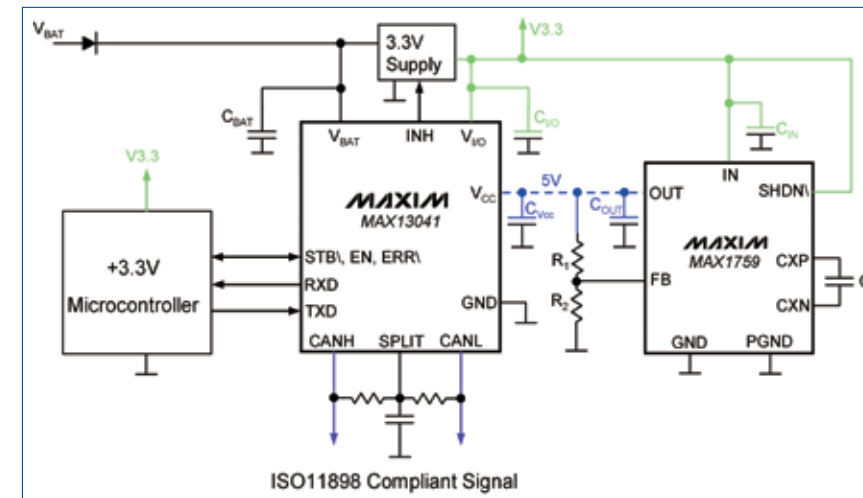 VBAT
3.3V
Supply
V3.3
CBAT
CI/O
CIN
VBAT
INH
VI/O
V3.3
MAXIM
MAX13041
VCC
5V
CVcc
COUT
IN
OUT
SHDN\
MAXIM
MAX1759
+3.3V
Microcontroller
STB\, EN, ERR\
RXD
TXD
GND
R1
R2
FB
CXP
CXN
CANH
SPLIT
CANL
GND
PGND
ISO11898 Compliant Signal